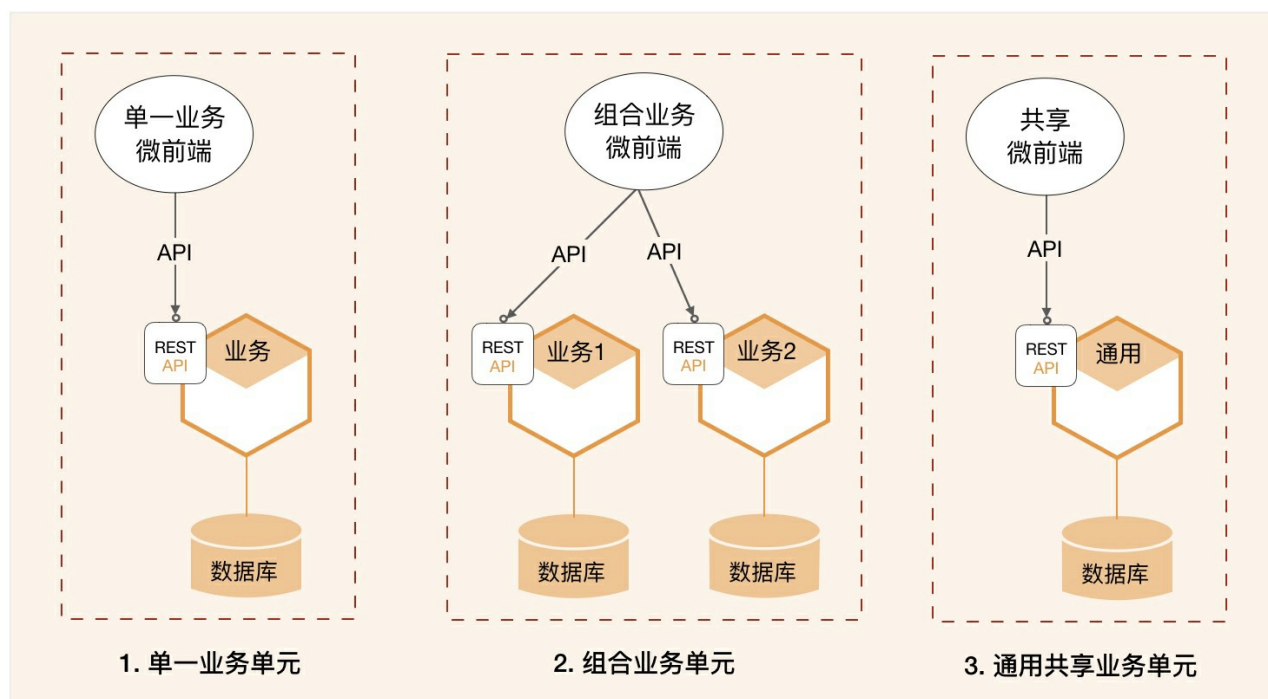 单一业务
微前端
API
REST
API
业务
数据库
1. 单一业务单元
组合业务
微前端
API
API
REST
API
业务1
REST
API
业务2
数据库
数据库
2. 组合业务单元
共享
微前端
API
REST
API
通用
数据库
3. 通用共享业务单元